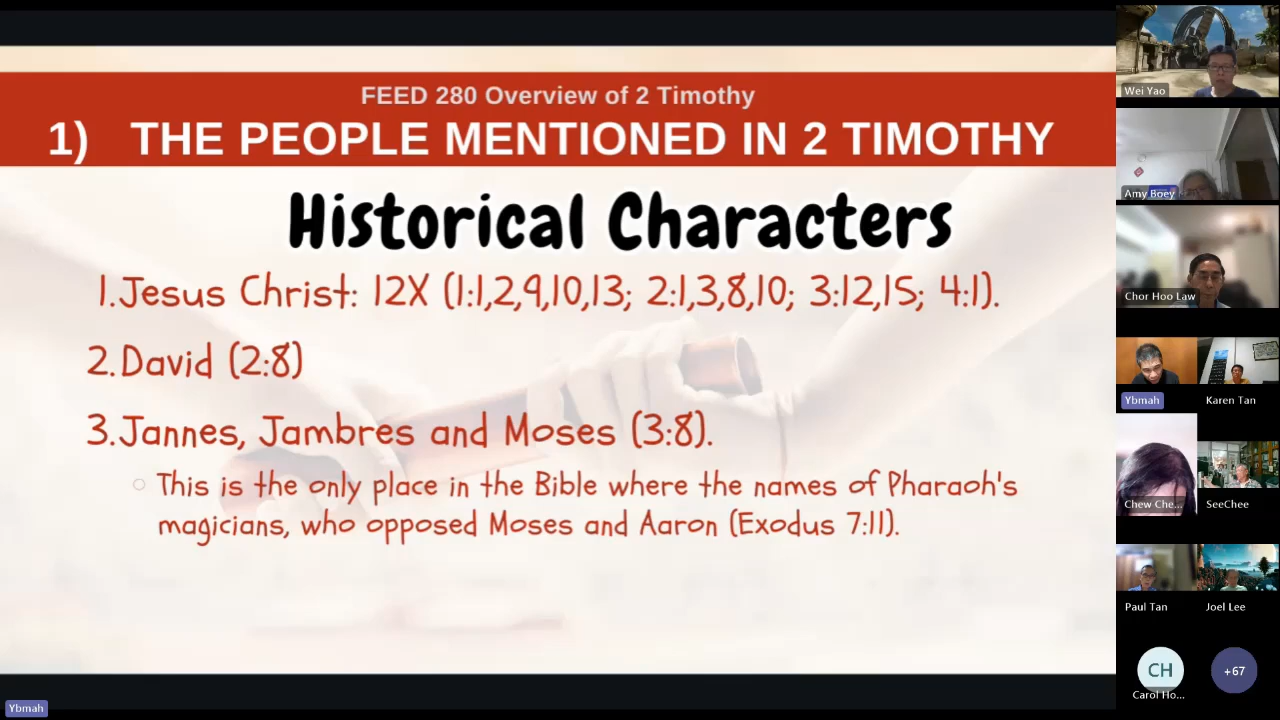 FEED 280 Overview of 2 Timothy
1) THE PEOPLE MENTIONED IN 2 TIMOTHY
Historical Characters
1.Jesus Christ: 12X (1:1,2,9,10,13; 2:1,3,8,10; 3:12,15; 4:1).
2.David (2:8)
3.Jannes, Jambres and Moses (3:8).
This is the only place in the Bible where the names of Pharaoh's
magicians, who opposed Moses and Aaron (Exodus 7:11).
Ybmah
Wei Yao
Amy Boey
Chor Hoo Law
Ybmah
Karen Tan
Chew Che...
SeeChee
Paul Tan
Joel Lee
CH
+67
Carol Ho...